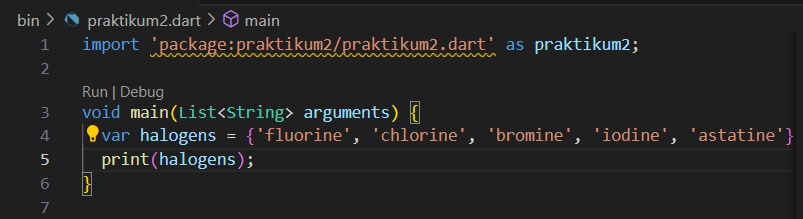 bin > praktikum2.dart > main
1 import 'package:praktikum2/praktikum2.dart' as praktikum2;
2
Run | Debug
3 void main(List<String> arguments) {
4 var halogens = {'fluorine', 'chlorine', 'bromine', 'iodine', 'astatine'}
5 print(halogens);
6 }
7